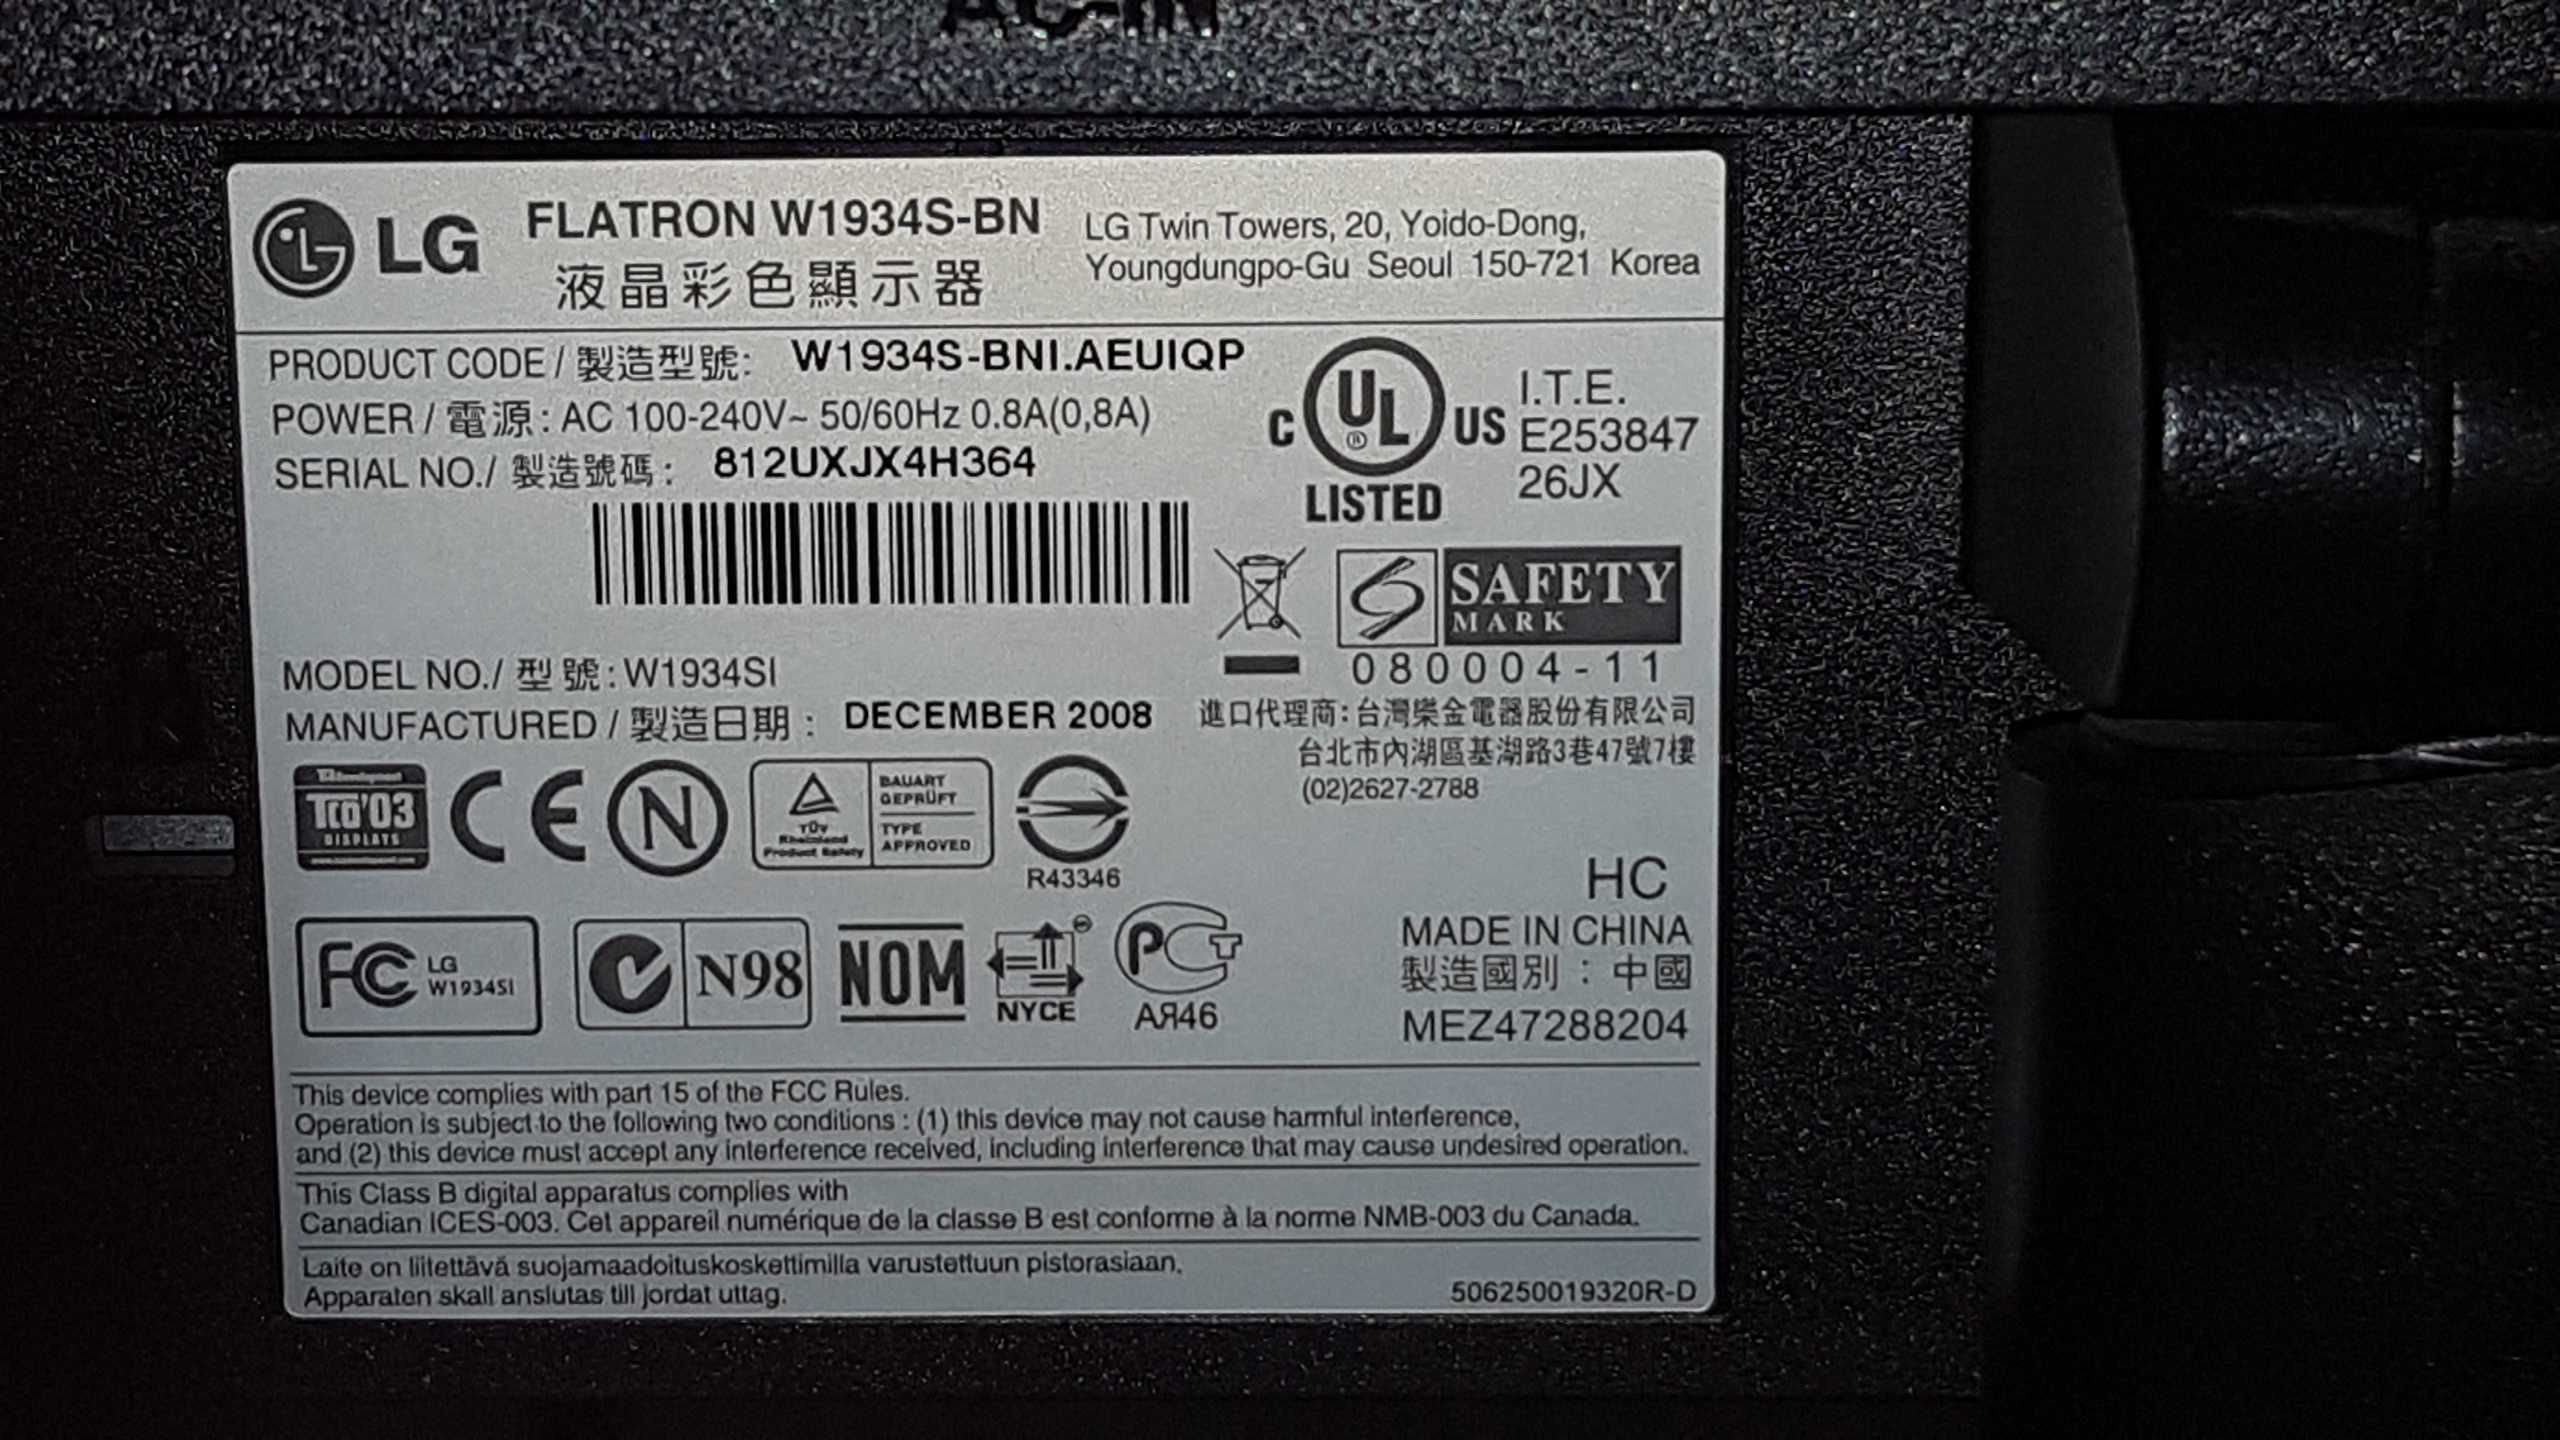 AC-IN
LG
FLATRON W1934S-BN
液晶彩色顯示器
LG Twin Towers, 20, Yoido-Dong,
Youngdungpo-Gu Seoul 150-721 Korea
PRODUCT CODE / 製造型號: W1934S-BNI.AEUIQP
POWER / 電源: AC 100-240V~ 50/60Hz 0.8A(0,8A)
SERIAL NO./ 製造號碼: 812UXJX4H364
C UL ® US
LISTED
I.T.E.
E253847
26JX
SAFETY
MARK
080004-11
MODEL NO./ 型號: W1934SI
MANUFACTURED / 製造日期: DECEMBER 2008
進口代理商:台灣樂金電器股份有限公司
台北市內湖區基湖路3巷47號7樓
(02)2627-2788
TCO'03
DISPLAYS
CE
N
TÜV
Rheinland
Product Safety
BAUART
GEPRÜFT
TYPE
APPROVED
R43346
FC LG
W1934SI
N98
NOM
NYCE
РСТ
АЯ46
HC
MADE IN CHINA
製造國別:中國
MEZ47288204
This device complies with part 15 of the FCC Rules.
Operation is subject to the following two conditions : (1) this device may not cause harmful interference,
and (2) this device must accept any interference received, including interference that may cause undesired operation.
This Class B digital apparatus complies with
Canadian ICES-003. Cet appareil numérique de la classe B est conforme à la norme NMB-003 du Canada.
Laite on liitettävä suojamaadoituskoskettimilla varustettuun pistorasiaan.
Apparaten skall anslutas till jordat uttag.
506250019320R-D